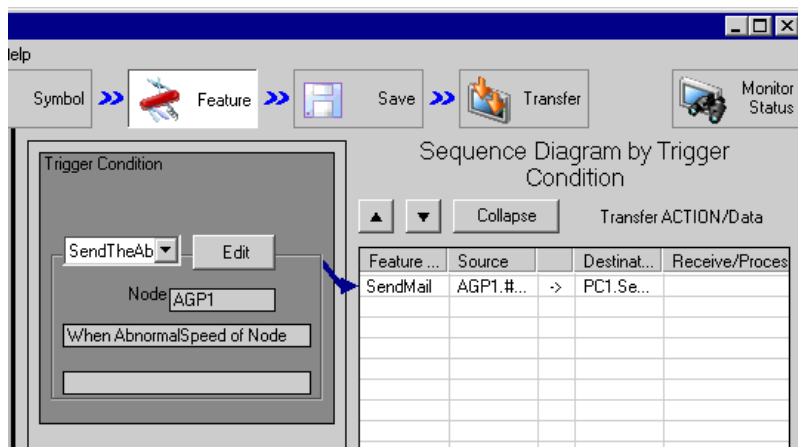 Help
Symbol
Feature
Save
Transfer
Monitor
Status
Trigger Condition
SendTheAb
Edit
Node
AGP1
When AbnormalSpeed of Node
Sequence Diagram by Trigger
Condition
Collapse
Transfer ACTION/Data
Feature ... Source Destinat... Receive/Proces
SendMail AGP1.#... -> PC1.Se...